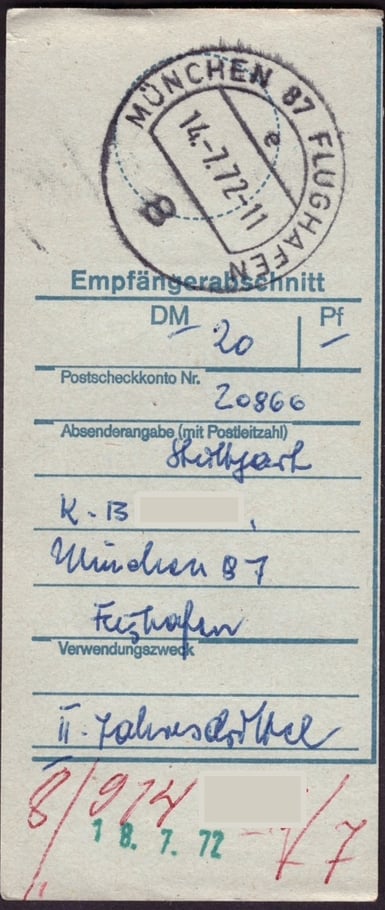 MÜNCHEN 87 FLUGHAFEN
14.-7.72-11
e
8
Empfängerabschnitt
DM Pf
– 20 –
Postscheckkonto Nr.
20866
Absenderangabe (mit Postleitzahl)
Stuttgart
K.-B
München 87
Flughafen
Verwendungszweck
II. Jahresdrittel
8/914 /7
18. 7. 72